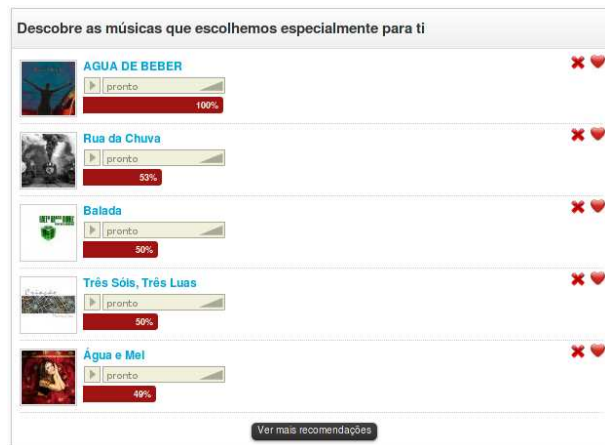 Descobre as músicas que escolhemos especialmente para ti
AGUA DE BEBER
pronto
100%
Rua da Chuva
pronto
53%
Balada
pronto
50%
Três Sóis, Três Luas
pronto
50%
Água e Mel
pronto
49%
Ver mais recomendações